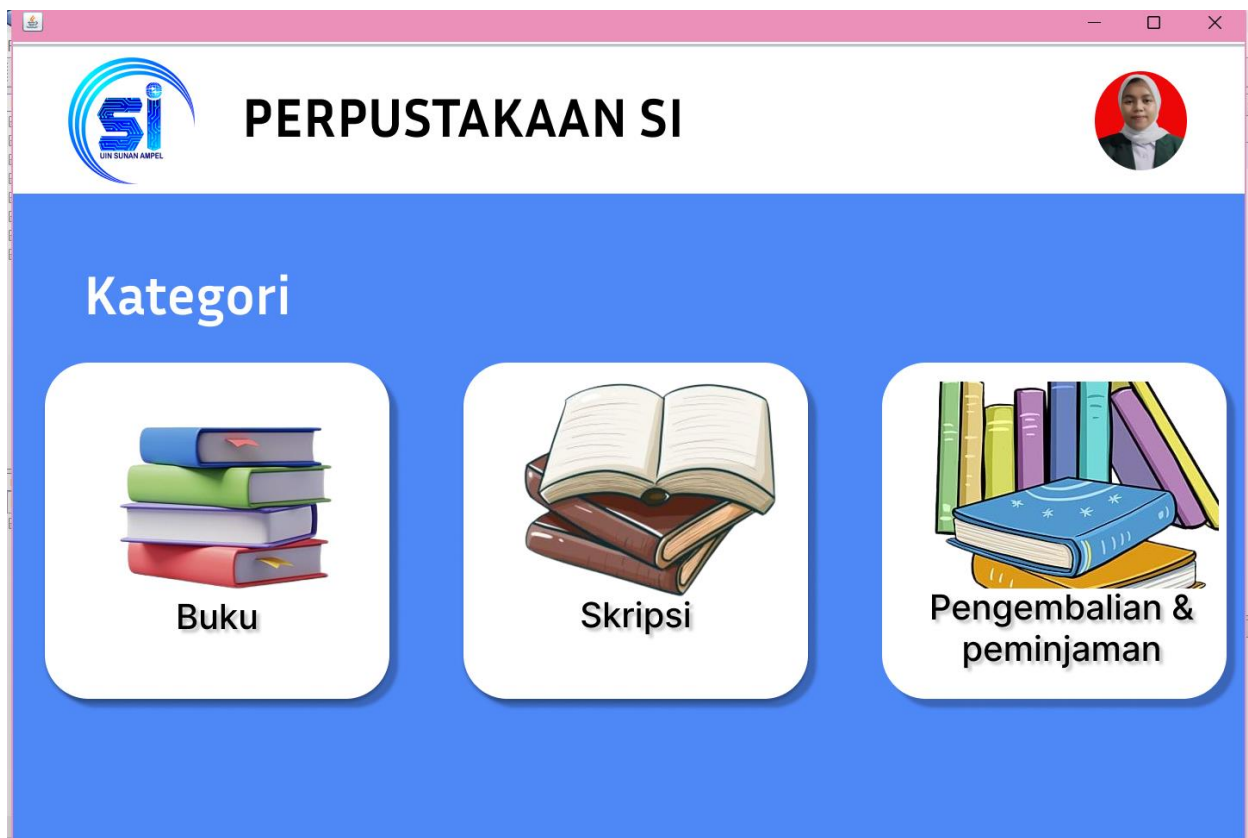 si
UIN SUNAN AMPEL
PERPUSTAKAAN SI
Kategori
Buku
Skripsi
Pengembalian &
peminjaman